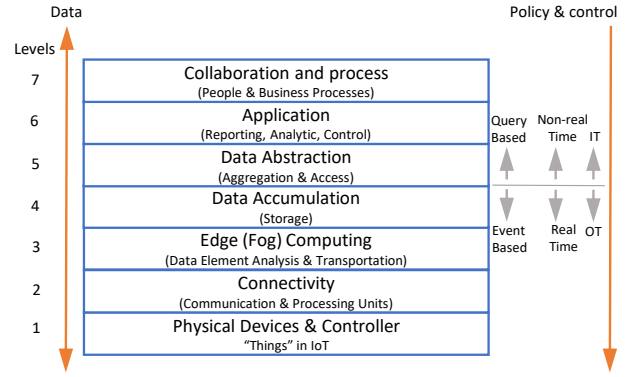 Data
Policy & control
Levels
7
Collaboration and process
(People & Business Processes)
6
Application
(Reporting, Analytic, Control)
Query
Based
Non-real
Time
IT
5
Data Abstraction
(Aggregation & Access)
4
Data Accumulation
(Storage)
Event
Based
Real
Time
OT
3
Edge (Fog) Computing
(Data Element Analysis & Transportation)
2
Connectivity
(Communication & Processing Units)
1
Physical Devices & Controller
“Things” in IoT